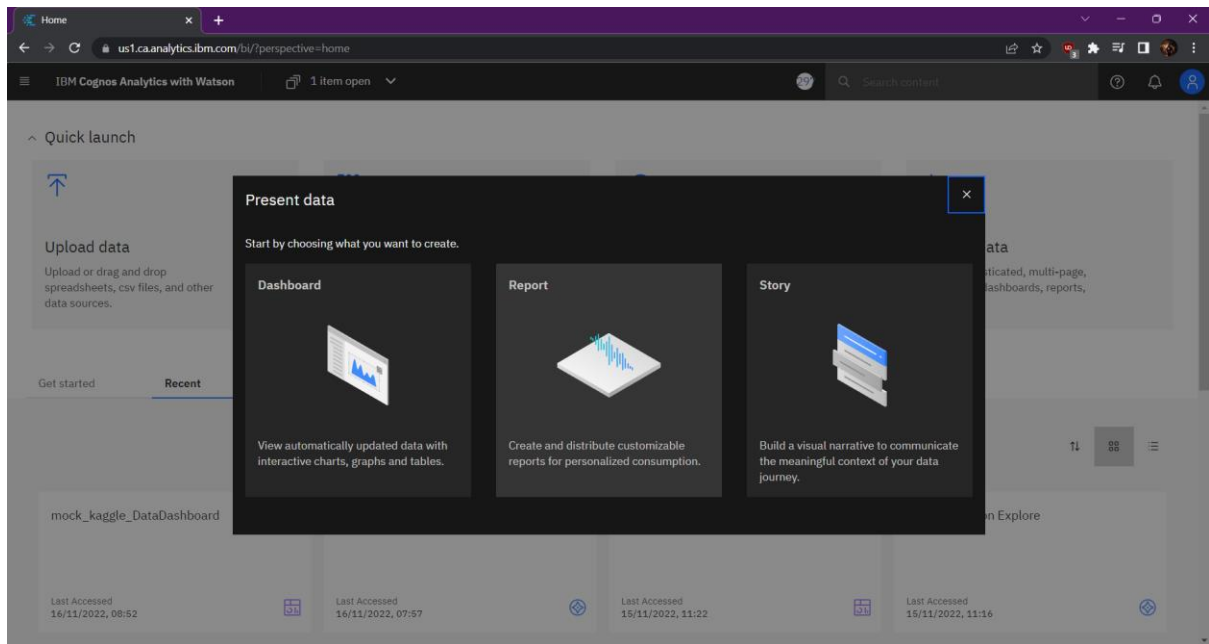 Home
us1.ca.analytics.ibm.com/bi/?perspective=home
3
IBM Cognos Analytics with Watson
1 item open
29
Search content
Quick launch
Upload data
Upload or drag and drop
spreadsheets, csv files, and other
data sources.
Present data
Start by choosing what you want to create.
Dashboard
View automatically updated data with
interactive charts, graphs and tables.
Report
Create and distribute customizable
reports for personalized consumption.
Story
Build a visual narrative to communicate
the meaningful context of your data
journey.
ata
sticated, multi-page,
dashboards, reports,
Get started
Recent
mock_kaggle_DataDashboard
Last Accessed
16/11/2022, 08:52
Last Accessed
16/11/2022, 07:57
Last Accessed
15/11/2022, 11:22
on Explore
Last Accessed
15/11/2022, 11:16